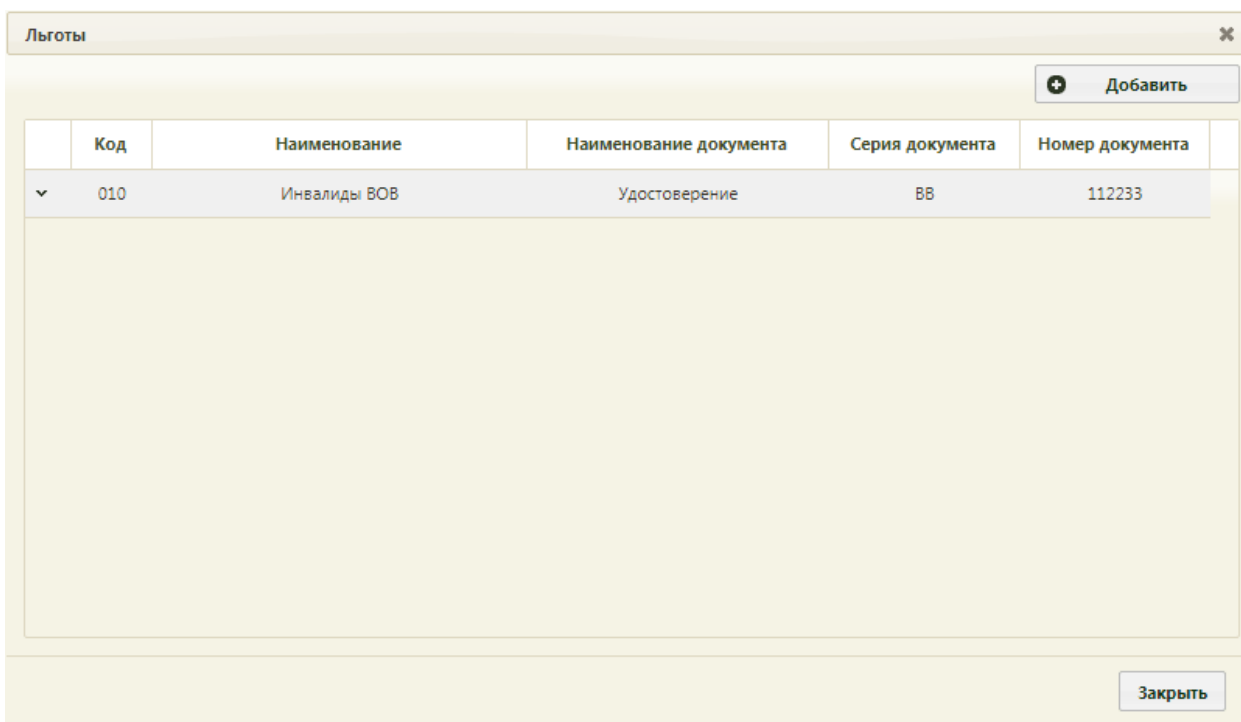 Льготы
Добавить
Код Наименование Наименование документа Серия документа Номер документа
010 Инвалиды ВОВ Удостоверение ВВ 112233
Закрыть